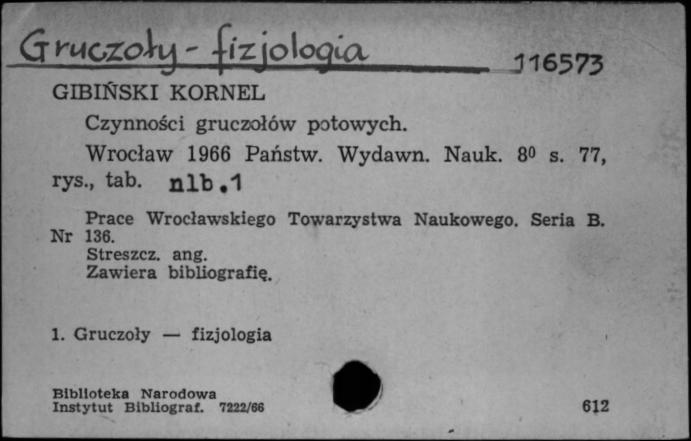 Gruczoły - fizjologia 116573
GIBIŃSKI KORNEL
Czynności gruczołów potowych.
Wrocław 1966 Państw. Wydawn. Nauk. 8⁰ s. 77,
rys., tab. nlb.1
Prace Wrocławskiego Towarzystwa Naukowego. Seria B.
Nr 136.
Streszcz. ang.
Zawiera bibliografię.
1. Gruczoły — fizjologia
Biblioteka Narodowa
Instytut Bibliograf. 7222/66 612